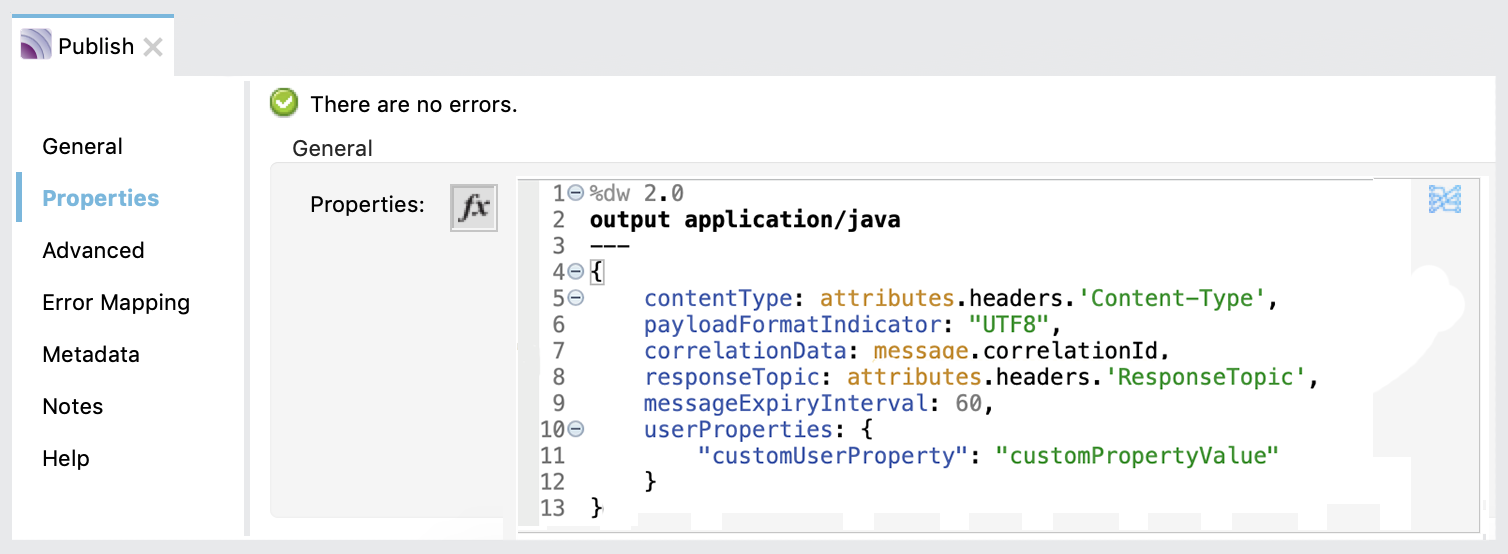 Publish
There are no errors.
General
Properties
Advanced
Error Mapping
Metadata
Notes
Help
General
Properties:
fx
1 %dw 2.0
2 output application/java
3 ---
4 {
5     contentType: attributes.headers.'Content-Type',
6     payloadFormatIndicator: "UTF8",
7     correlationData: message.correlationId,
8     responseTopic: attributes.headers.'ResponseTopic',
9     messageExpiryInterval: 60,
10     userProperties: {
11         "customUserProperty": "customPropertyValue"
12     }
13 }